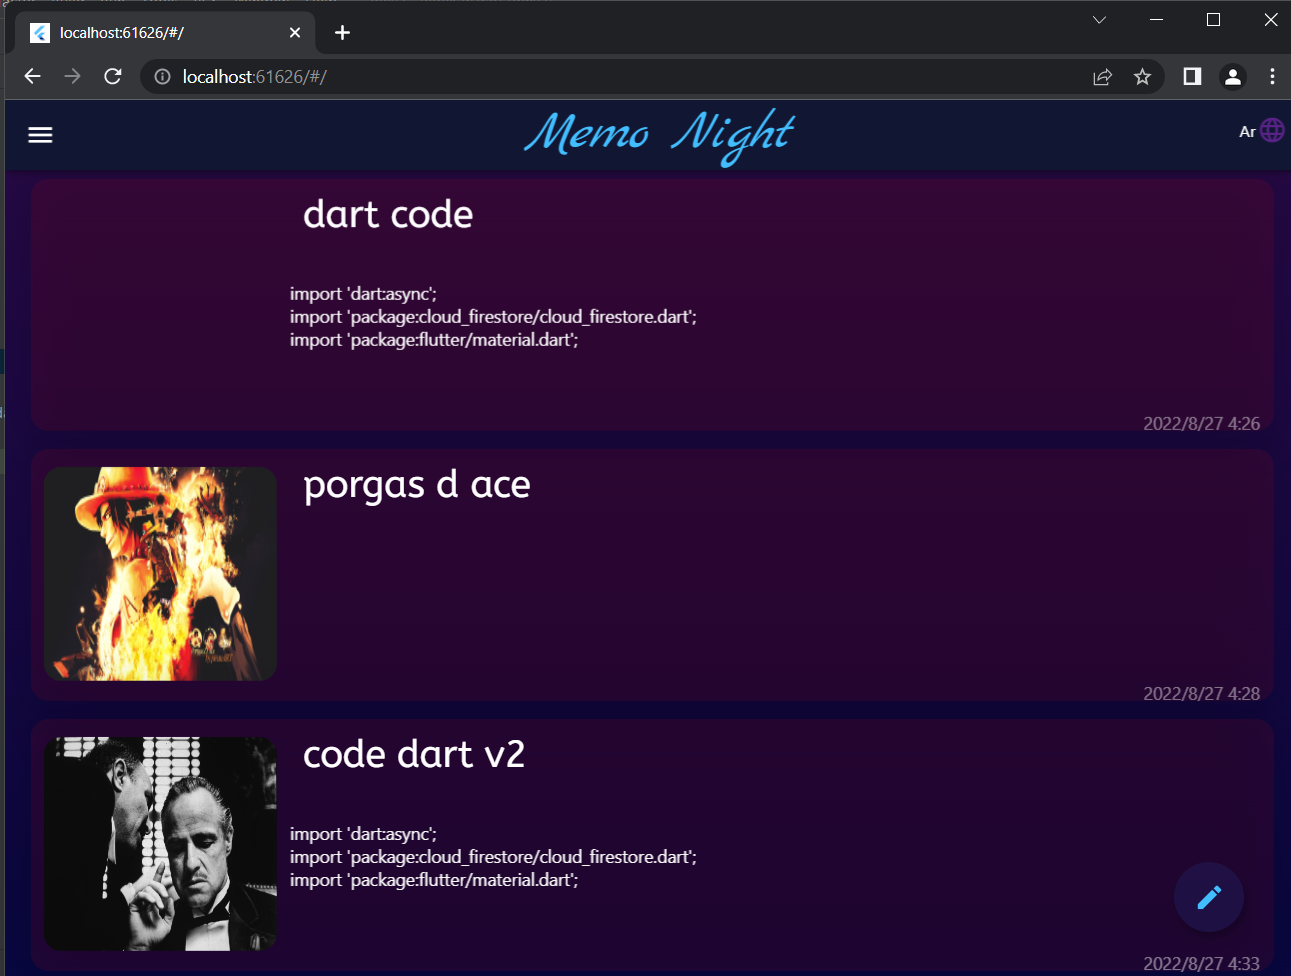 localhost:61626/#/
localhost:61626/#/
Memo Night
Ar
dart code
import 'dart:async';
import 'package:cloud_firestore/cloud_firestore.dart';
import 'package:flutter/material.dart';
2022/8/27 4:26
porgas d ace
2022/8/27 4:28
code dart v2
import 'dart:async';
import 'package:cloud_firestore/cloud_firestore.dart';
import 'package:flutter/material.dart';
2022/8/27 4:33